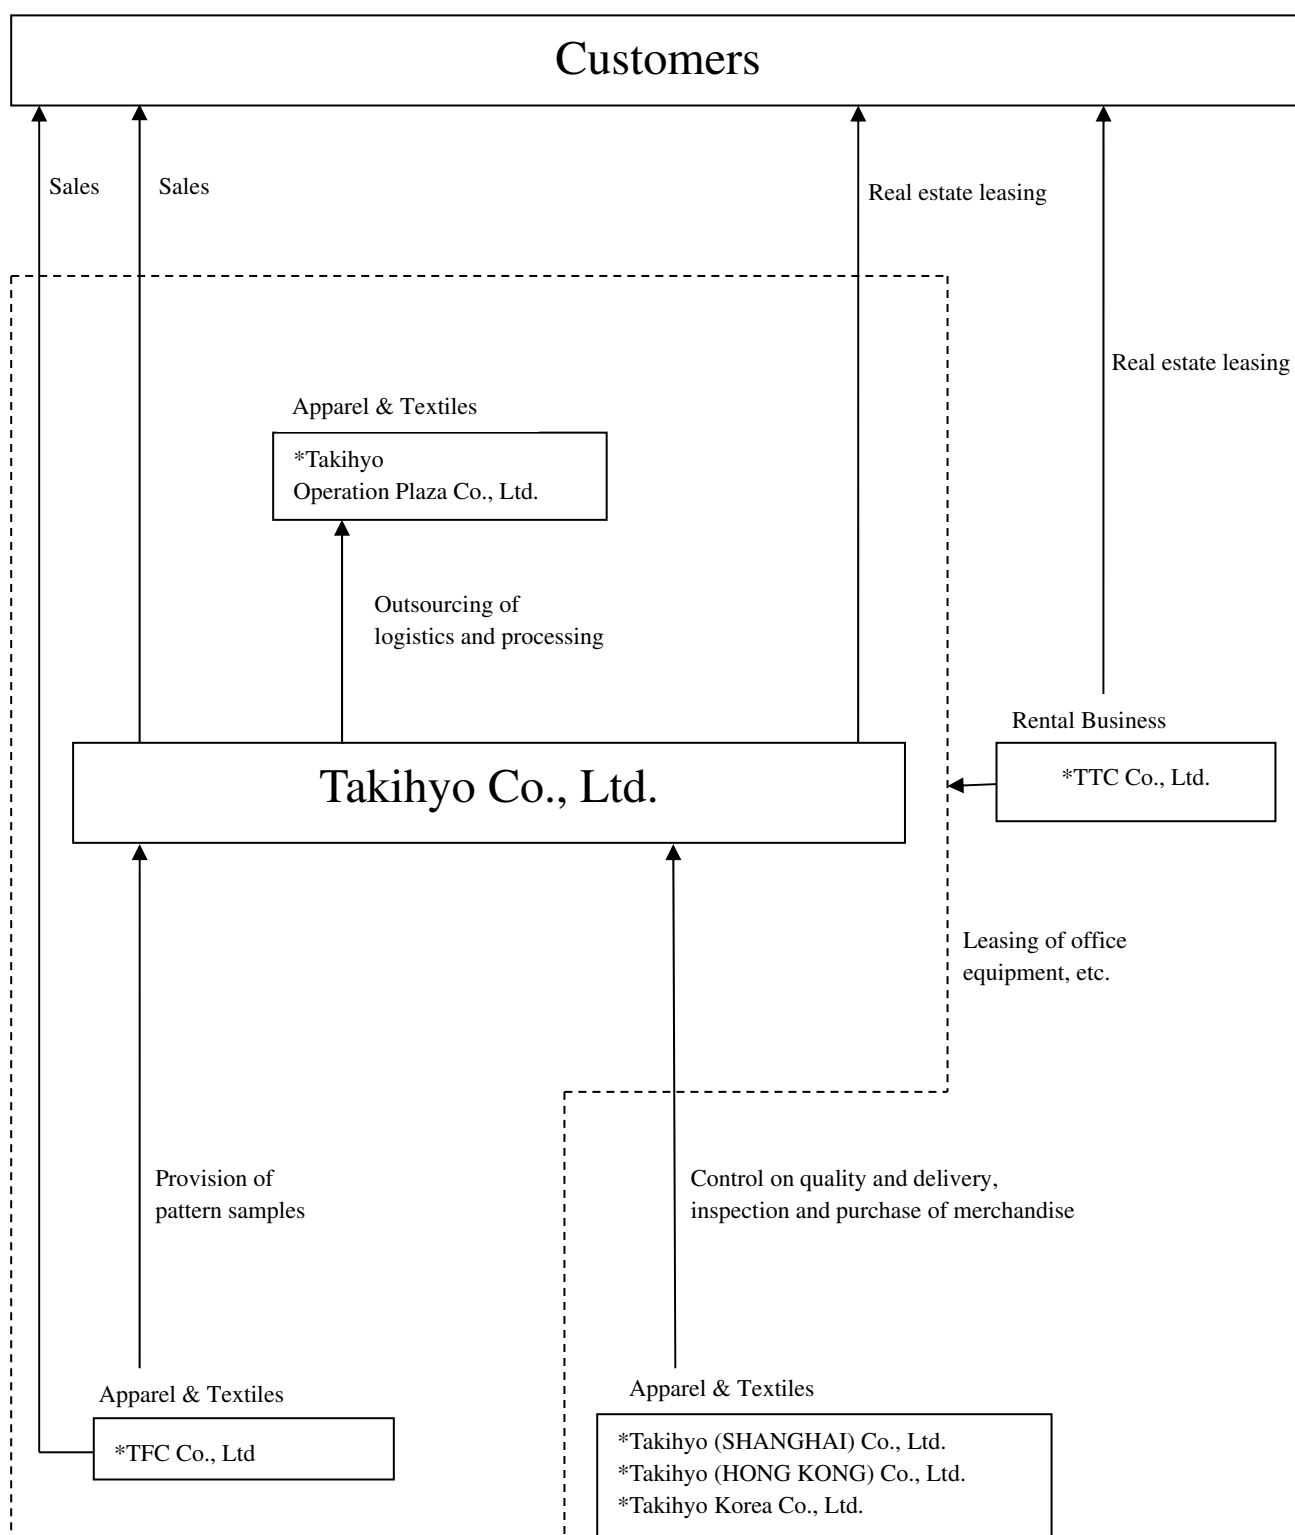 Customers
Sales
Sales
Real estate leasing
Real estate leasing
Apparel & Textiles
*Takihyo
Operation Plaza Co., Ltd.
Outsourcing of
logistics and processing
Rental Business
Takihyo Co., Ltd.
*TTC Co., Ltd.
Leasing of office
equipment, etc.
Provision of
pattern samples
Control on quality and delivery,
inspection and purchase of merchandise
Apparel & Textiles
*TFC Co., Ltd
Apparel & Textiles
*Takihyo (SHANGHAI) Co., Ltd.
*Takihyo (HONG KONG) Co., Ltd.
*Takihyo Korea Co., Ltd.